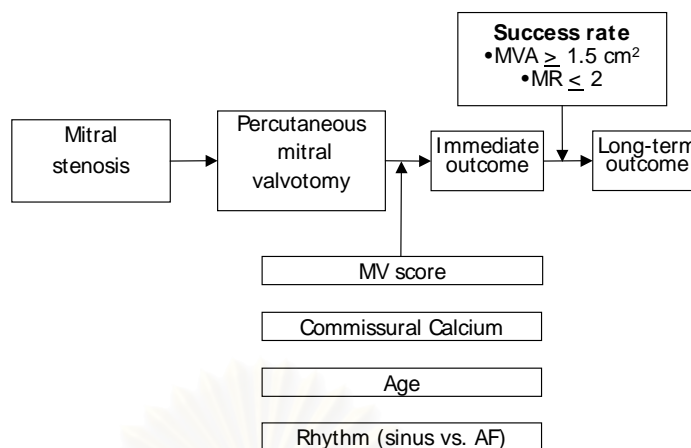 Success rate
•MVA ≥ 1.5 cm²
•MR ≤ 2
Mitral
stenosis
Percutaneous
mitral
valvotomy
Immediate
outcome
Long-term
outcome
MV score
Commissural Calcium
Age
Rhythm (sinus vs. AF)